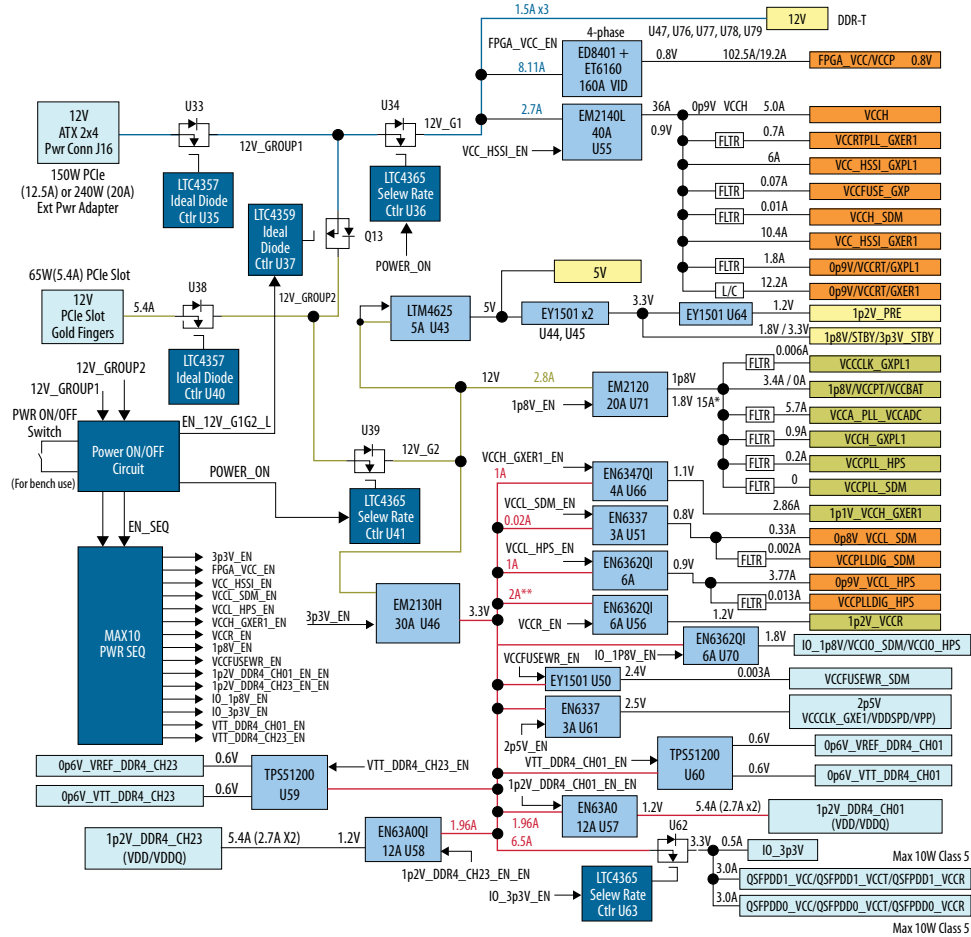 1.5A x3
12V
DDR-T
4-phase
U47, U76, U77, U78, U79
FPGA_VCC_EN
8.11A
ED8401 +
ET6160
160A VID
0.8V
102.5A/19.2A
FPGA_VCC/VCCP 0.8V
12V
ATX 2x4
Pwr Conn J16
150W PCIe
(12.5A) or 240W (20A)
Ext Pwr Adapter
U33
LTC4357
Ideal Diode
Ctlr U35
12V_GROUP1
U34
12V_G1
LTC4365
Selew Rate
Ctlr U36
POWER_ON
LTC4359
Ideal
Diode
Ctlr U37
Q13
2.7A
VCC_HSSI_EN
EM2140L
40A
U55
36A
0.9V
0p9V VCCH
5.0A
VCCH
FLTR
0.7A
VCCRTPLL_GXER1
6A
VCC_HSSI_GXPL1
FLTR
0.07A
VCCFUSE_GXP
FLTR
0.01A
VCCH_SDM
10.4A
VCC_HSSI_GXER1
FLTR
1.8A
0p9V/VCCRT/GXPL1
L/C
12.2A
0p9V/VCCRT/GXER1
65W(5.4A) PCIe Slot
12V
PCIe Slot
Gold Fingers
5.4A
U38
LTC4357
Ideal Diode
Ctlr U40
12V_GROUP2
LTM4625
5A U43
5V
5V
EY1501 x2
U44, U45
3.3V
EY1501 U64
1.2V
1p2V_PRE
1.8V / 3.3V
1p8V/STBY/3p3V_STBY
12V
2.8A
1p8V_EN
EM2120
20A U71
1p8V
1.8V 15A*
FLTR
0.006A
VCCCLK_GXPL1
3.4A / 0A
1p8V/VCCPT/VCCBAT
FLTR
5.7A
VCCA_PLL_VCCADC
FLTR
0.9A
VCCH_GXPL1
FLTR
0.2A
VCCPLL_HPS
FLTR
0
VCCPLL_SDM
12V_GROUP2
12V_GROUP1
PWR ON/OFF
Switch
(For bench use)
Power ON/OFF
Circuit
EN_12V_G1G2_L
POWER_ON
EN_SEQ
U39
12V_G2
LTC4365
Selew Rate
Ctlr U41
VCCH_GXER1_EN
1A
EN6347QI
4A U66
1.1V
2.86A
1p1V_VCCH_GXER1
VCCL_SDM_EN
0.02A
EN6337
3A U51
0.8V
0.33A
0p8V_VCCL_SDM
FLTR
0.002A
VCCPLLDIG_SDM
VCCL_HPS_EN
1A
EN6362QI
6A
0.9V
3.77A
0p9V_VCCL_HPS
FLTR
0.013A
VCCPLLDIG_HPS
2A**
VCCR_EN
EN6362QI
6A U56
1.2V
1p2V_VCCR
MAX10
PWR SEQ
3p3V_EN
FPGA_VCC_EN
VCC_HSSI_EN
VCCL_SDM_EN
VCCL_HPS_EN
VCCH_GXER1_EN
VCCR_EN
1p8V_EN
VCCFUSEWR_EN
1p2V_DDR4_CH01_EN_EN
1p2V_DDR4_CH23_EN_EN
IO_1p8V_EN
IO_3p3V_EN
VTT_DDR4_CH01_EN
VTT_DDR4_CH23_EN
3p3V_EN
EM2130H
30A U46
3.3V
IO_1P8V_EN
EN6362QI
6A U70
1.8V
IO_1p8V/VCCIO_SDM/VCCIO_HPS
VCCFUSEWR_EN
EY1501 U50
2.4V
0.003A
VCCFUSEWR_SDM
2p5V_EN
EN6337
3A U61
2.5V
2p5V
VCCCLK_GXE1/VDDSPD/VPP)
VTT_DDR4_CH01_EN
TPS51200
U60
0.6V
0p6V_VREF_DDR4_CH01
0.6V
0p6V_VTT_DDR4_CH01
0p6V_VREF_DDR4_CH23
0.6V
0p6V_VTT_DDR4_CH23
0.6V
TPS51200
U59
VTT_DDR4_CH23_EN
1p2V_DDR4_CH01_EN_EN
1.96A
EN63A0
12A U57
1.2V
5.4A (2.7A x2)
1p2V_DDR4_CH01
(VDD/VDDQ)
1p2V_DDR4_CH23
(VDD/VDDQ)
5.4A (2.7A X2)
1.2V
EN63A0QI
12A U58
1.96A
1p2V_DDR4_CH23_EN_EN
6.5A
U62
IO_3p3V_EN
LTC4365
Selew Rate
Ctlr U63
3.3V
0.5A
IO_3p3V
Max 10W Class 5
3.0A
QSFPDD1_VCC/QSFPDD1_VCCT/QSFPDD1_VCCR
3.0A
QSFPDD0_VCC/QSFPDD0_VCCT/QSFPDD0_VCCR
Max 10W Class 5